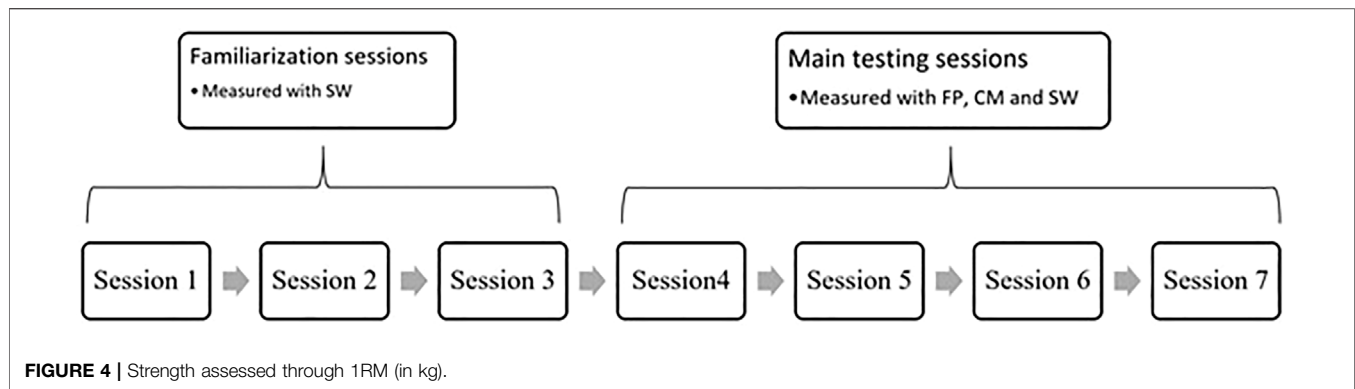 Familiarization sessions
• Measured with SW
Main testing sessions
• Measured with FP, CM and SW
Session 1
Session 2
Session 3
Session4
Session 5
Session 6
Session 7
FIGURE 4 | Strength assessed through 1RM (in kg).